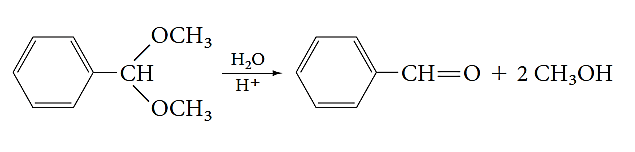 OCH₃
CH
OCH₃
H₂O
H⁺
CH=O + 2 CH₃OH